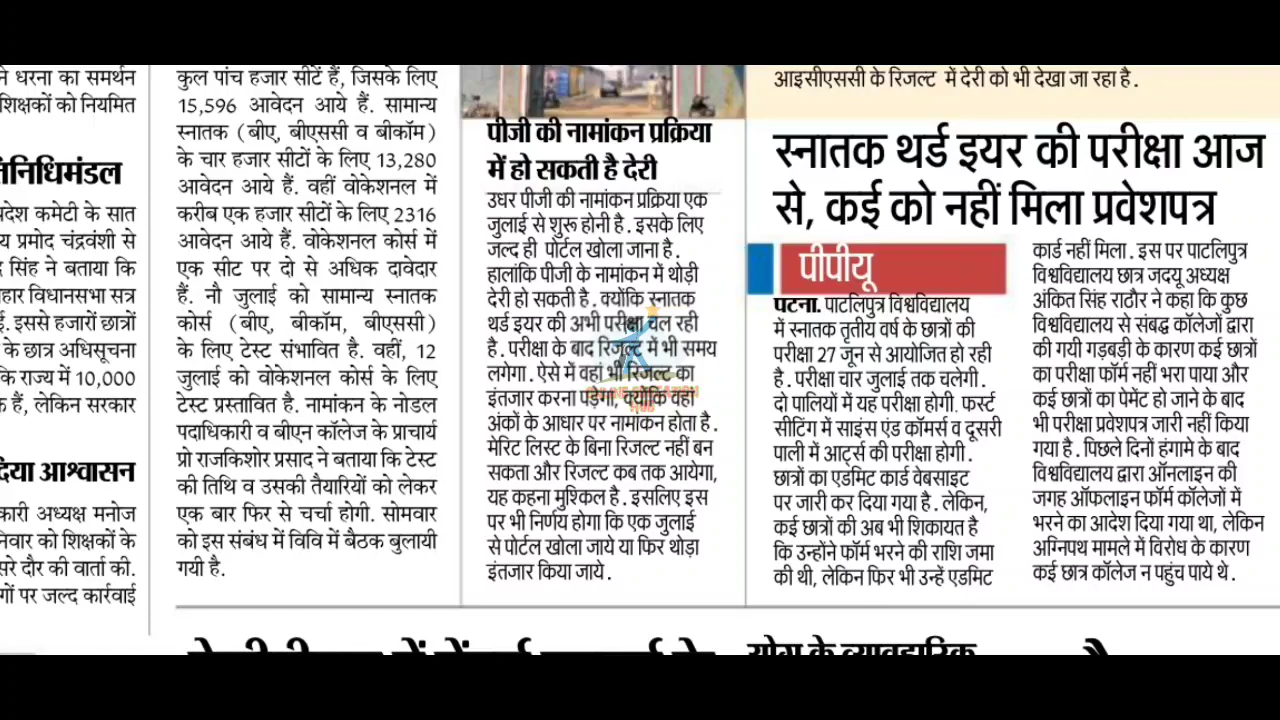 ने धरना का समर्थन
शिक्षकों को नियमित
प्रदेश कमेटी के सात
प्रमोद चंद्रवंशी से
सिंह ने बताया कि
विधानसभा सत्र
इससे हजारों छात्रों
के छात्र अधिसूचना
कि राज्य में 10,000
हैं, लेकिन सरकार
दिया आश्वासन
अध्यक्ष मनोज
को शिक्षकों के
दौर की वार्ता की.
पर जल्द कार्रवाई
कुल पांच हजार सीटें हैं, जिसके लिए
15,596 आवेदन आये हैं. सामान्य
स्नातक (बीए, बीएससी व बीकॉम)
के चार हजार सीटों के लिए 13,280
आवेदन आये हैं. वहीं वोकेशनल में
करीब एक हजार सीटों के लिए 2316
आवेदन आये हैं. वोकेशनल कोर्स में
एक सीट पर दो से अधिक दावेदार
हैं. नौ जुलाई को सामान्य स्नातक
कोर्स (बीए, बीकॉम, बीएससी)
के लिए टेस्ट संभावित है. वहीं, 12
जुलाई को वोकेशनल कोर्स के लिए
टेस्ट प्रस्तावित है. नामांकन के नोडल
पदाधिकारी व बीएन कॉलेज के प्राचार्य
प्रो राजकिशोर प्रसाद ने बताया कि टेस्ट
की तिथि व उसकी तैयारियों को लेकर
एक बार फिर से चर्चा होगी. सोमवार
को इस संबंध में विवि में बैठक बुलायी
गयी है.
पीजी की नामांकन प्रक्रिया
में हो सकती है देरी
उधर पीजी की नामांकन प्रक्रिया एक
जुलाई से शुरू होनी है. इसके लिए
जल्द ही पोर्टल खोला जाना है.
हालांकि पीजी के नामांकन में थोड़ी
देरी हो सकती है. क्योंकि स्नातक
थर्ड इयर की अभी परीक्षा चल रही
है. परीक्षा के बाद रिजल्ट में भी समय
लगेगा. ऐसे में वहां भी रिजल्ट का
इंतजार करना पड़ेगा, क्योंकि वहां
अंकों के आधार पर नामांकन होता है.
मेरिट लिस्ट के बिना रिजल्ट नहीं बन
सकता और रिजल्ट कब तक आयेगा,
यह कहना मुश्किल है. इसलिए इस
पर भी निर्णय होगा कि एक जुलाई
से पोर्टल खोला जाये या फिर थोड़ा
इंतजार किया जाये.
आइसीएससी के रिजल्ट में देरी को भी देखा जा रहा है.
स्नातक थर्ड इयर की परीक्षा आज
से, कई को नहीं मिला प्रवेशपत्र
पीपीयू
पटना. पाटलिपुत्र विश्वविद्यालय
में स्नातक तृतीय वर्ष के छात्रों की
परीक्षा 27 जून से आयोजित हो रही
है. परीक्षा चार जुलाई तक चलेगी.
दो पालियों में यह परीक्षा होगी. फर्स्ट
सीटिंग में साइंस एंड कॉमर्स व दूसरी
पाली में आर्ट्स की परीक्षा होगी.
छात्रों का एडमिट कार्ड वेबसाइट
पर जारी कर दिया गया है. लेकिन,
कई छात्रों की अब भी शिकायत है
कि उन्होंने फॉर्म भरने की राशि जमा
की थी, लेकिन फिर भी उन्हें एडमिट
कार्ड नहीं मिला. इस पर पाटलिपुत्र
विश्वविद्यालय छात्र जदयू अध्यक्ष
अंकित सिंह राठौर ने कहा कि कुछ
विश्वविद्यालय से संबद्ध कॉलेजों द्वारा
की गयी गड़बड़ी के कारण कई छात्रों
का परीक्षा फॉर्म नहीं भरा पाया और
कई छात्रों का पेमेंट हो जाने के बाद
भी परीक्षा प्रवेशपत्र जारी नहीं किया
गया है. पिछले दिनों हंगामे के बाद
विश्वविद्यालय द्वारा ऑनलाइन की
जगह ऑफलाइन फॉर्म कॉलेजों में
भरने का आदेश दिया गया था, लेकिन
अग्निपथ मामले में विरोध के कारण
कई छात्र कॉलेज न पहुंच पाये थे.